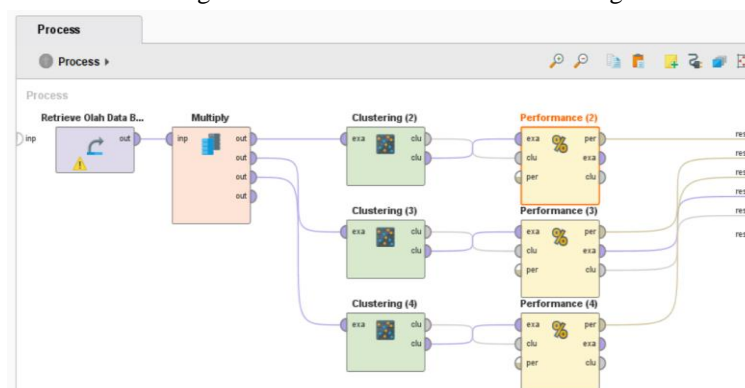 Process
Process
Process
Retrieve Olah Data B...
Multiply
Clustering (2)
Performance (2)
inp
out
inp
out
exa
clu
exa
per
res
out
clu
clu
exa
res
out
per
clu
res
out
res
Clustering (3)
Performance (3)
res
exa
clu
exa
per
res
clu
clu
exa
per
clu
Clustering (4)
Performance (4)
exa
clu
exa
per
clu
clu
exa
per
clu